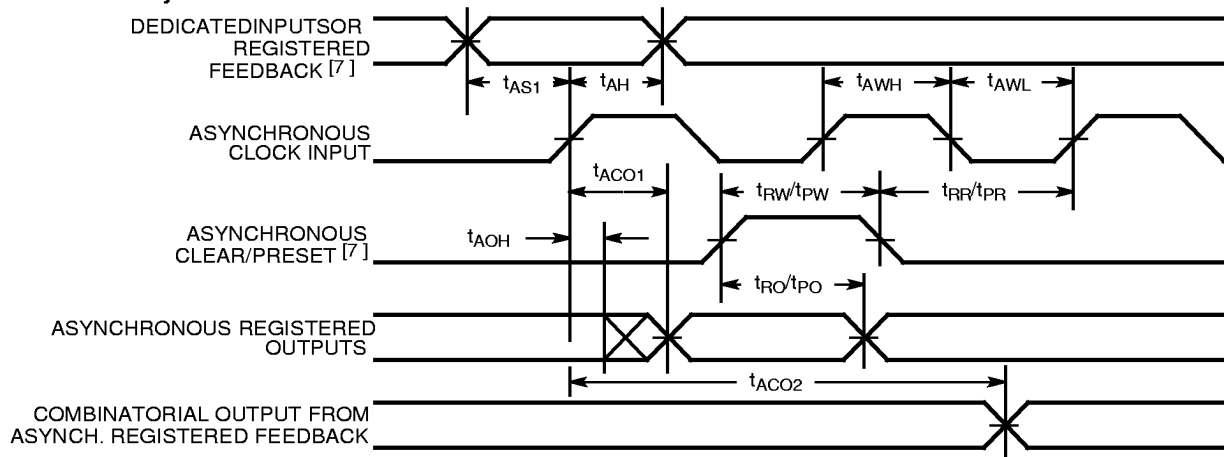 DEDICATEDINPUTSOR
REGISTERED
FEEDBACK [7]
tAS1
tAH
tAWH
tAWL
ASYNCHRONOUS
CLOCK INPUT
tACO1
tRW/tPW
tRR/tPR
ASYNCHRONOUS
CLEAR/PRESET [7]
tAOH
tRO/tPO
ASYNCHRONOUS REGISTERED
OUTPUTS
tACO2
COMBINATORIAL OUTPUT FROM
ASYNCH. REGISTERED FEEDBACK